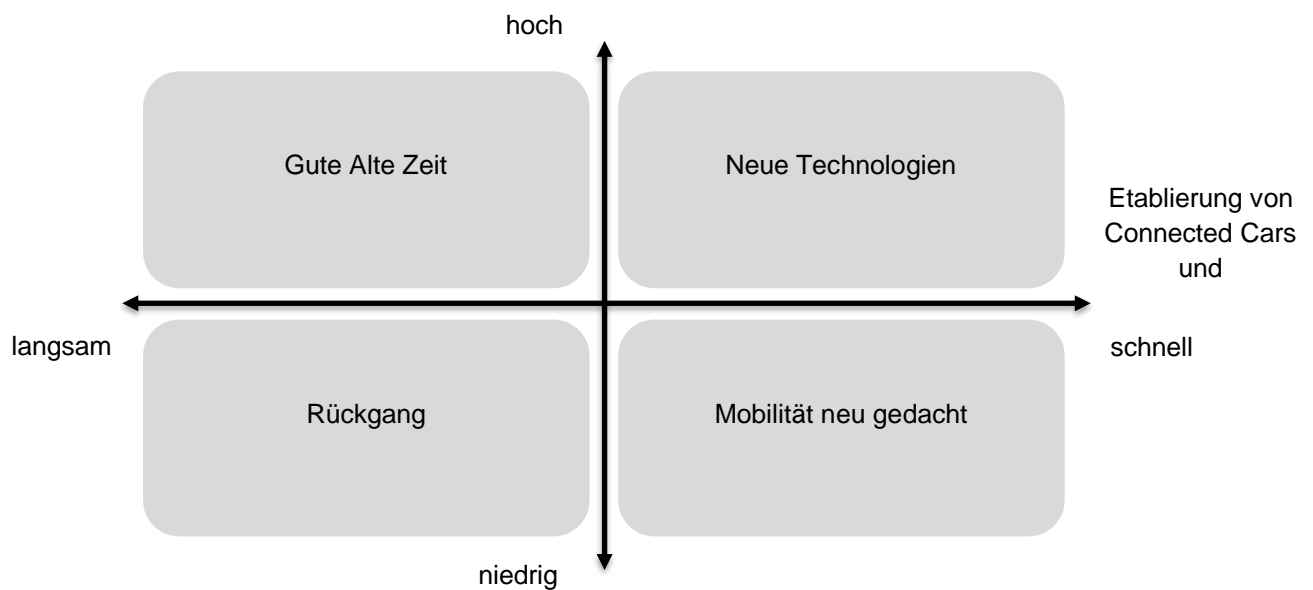 hoch
Gute Alte Zeit
Neue Technologien
Etablierung von
Connected Cars
und
langsam
schnell
Rückgang
Mobilität neu gedacht
niedrig